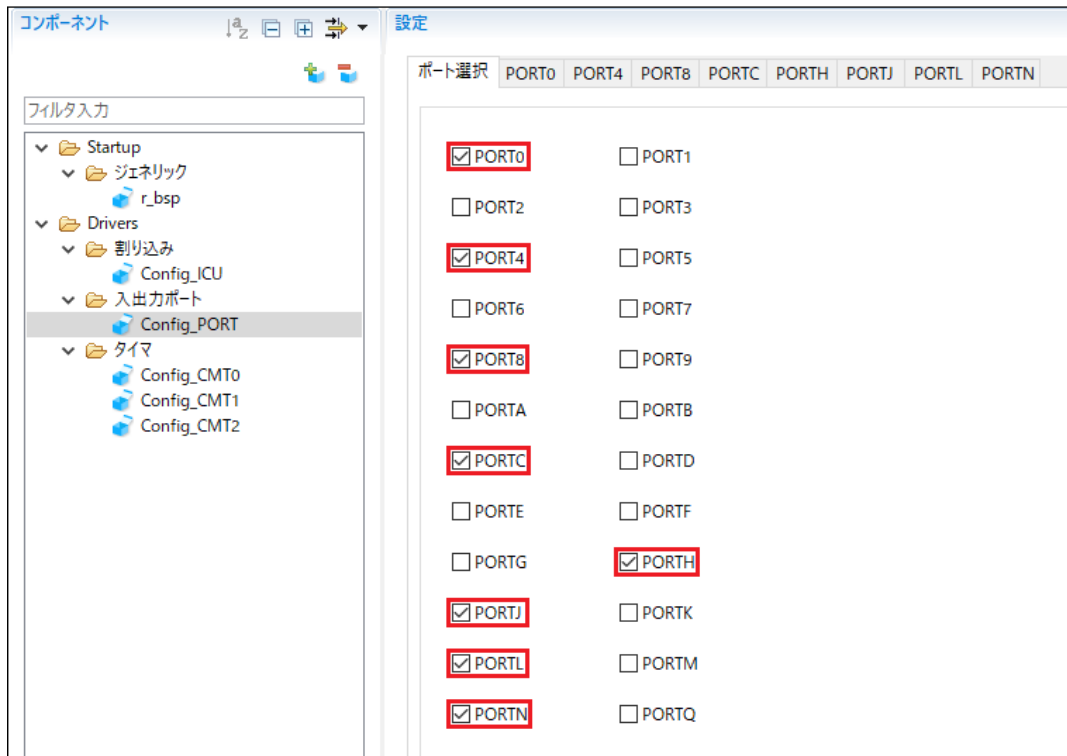 コンポーネント
設定
フィルタ入力
Startup
ジェネリック
r_bsp
Drivers
割り込み
Config_ICU
入出力ポート
Config_PORT
タイマ
Config_CMT0
Config_CMT1
Config_CMT2
ポート選択 PORT0 PORT4 PORT8 PORTC PORTH PORTJ PORTL PORTN
PORT0 PORT1
PORT2 PORT3
PORT4 PORT5
PORT6 PORT7
PORT8 PORT9
PORTA PORTB
PORTC PORTD
PORTE PORTF
PORTG PORTH
PORTJ PORTK
PORTL PORTM
PORTN PORTQ